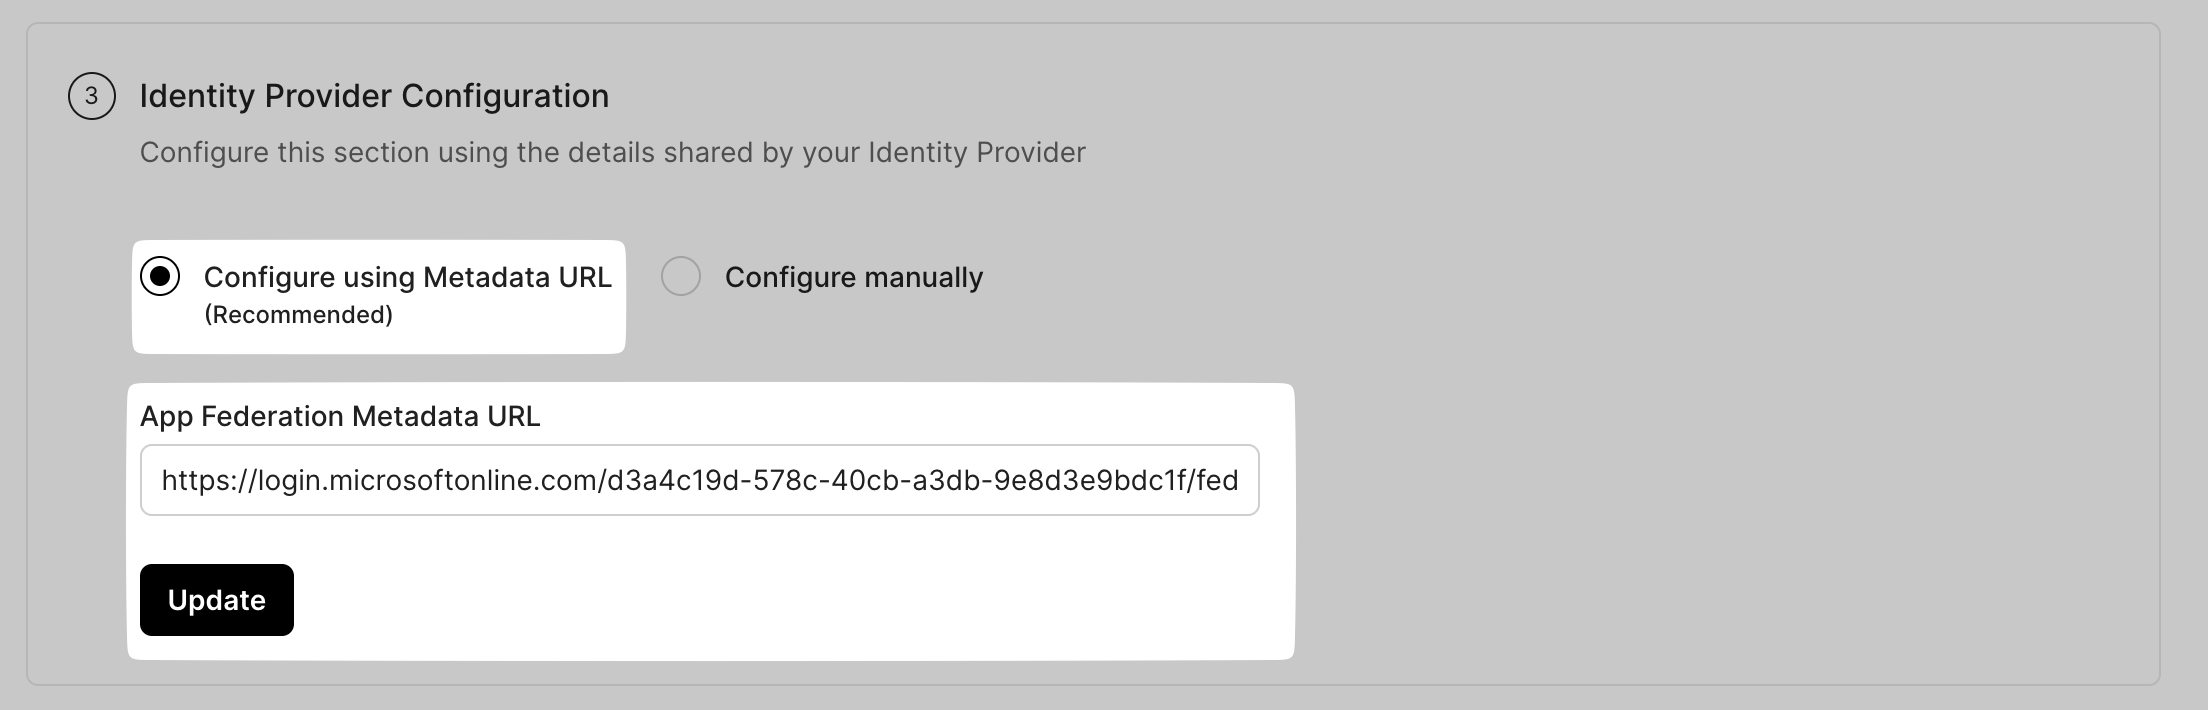 3
Identity Provider Configuration
Configure this section using the details shared by your Identity Provider
Configure using Metadata URL
(Recommended)
Configure manually
App Federation Metadata URL
https://login.microsoftonline.com/d3a4c19d-578c-40cb-a3db-9e8d3e9bdc1f/fed
Update